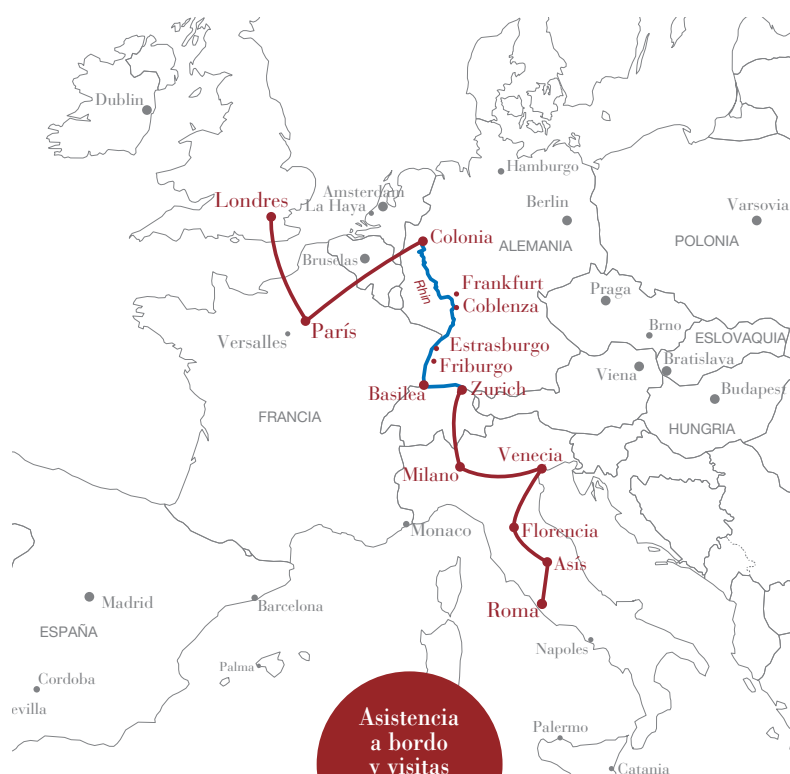 Dublin
Hamburgo
Amsterdam
Londres
La Haya
Berlin
Varsovia
Colonia
ALEMANIA
POLONIA
Bruselas
Rhin
Frankfurt
Praga
Coblenza
París
Versalles
Brno
ESLOVAQUIA
Estrasburgo
Bratislava
Friburgo
Viena
Basilea
Zurich
Budapest
FRANCIA
HUNGRIA
Venecia
Milano
Monaco
Florencia
Asís
Madrid
Barcelona
Roma
ESPAÑA
Napoles
Palma
Cordoba
evilla
Asistencia
a bordo
y visitas
Palermo
Catania